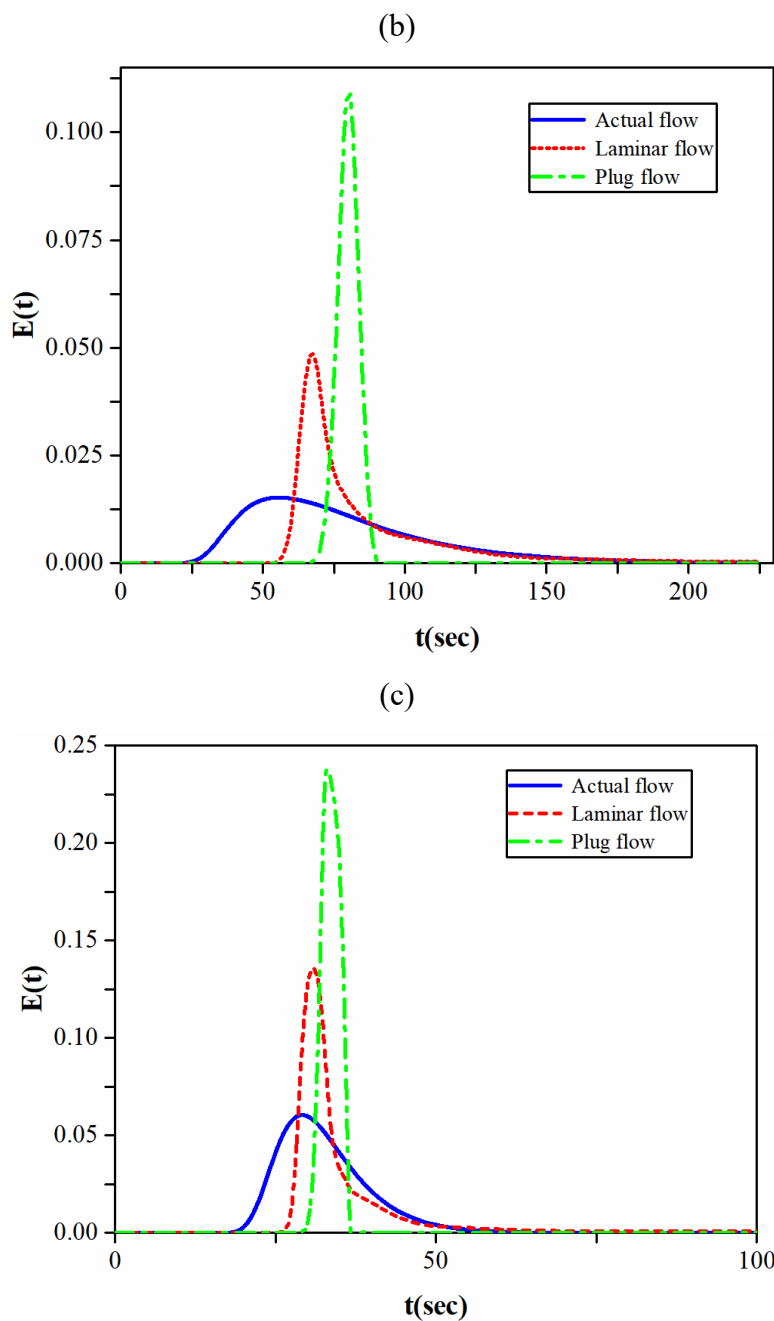 (b)
E(t)
0.100
0.075
0.050
0.025
0.000
Actual flow
Laminar flow
Plug flow
0 50 100 150 200
t(sec)
(c)
E(t)
0.25
0.20
0.15
0.10
0.05
0.00
Actual flow
Laminar flow
Plug flow
0 50 100
t(sec)